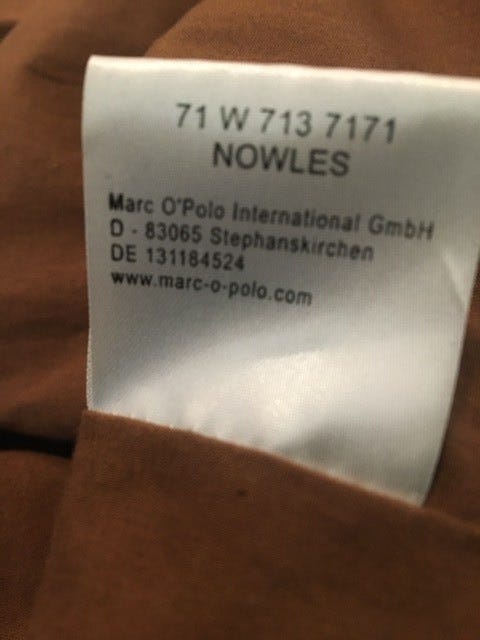 71 W 713 7171
NOWLES
Marc O'Polo International GmbH
D - 83065 Stephanskirchen
DE 131184524
www.marc-o-polo.com